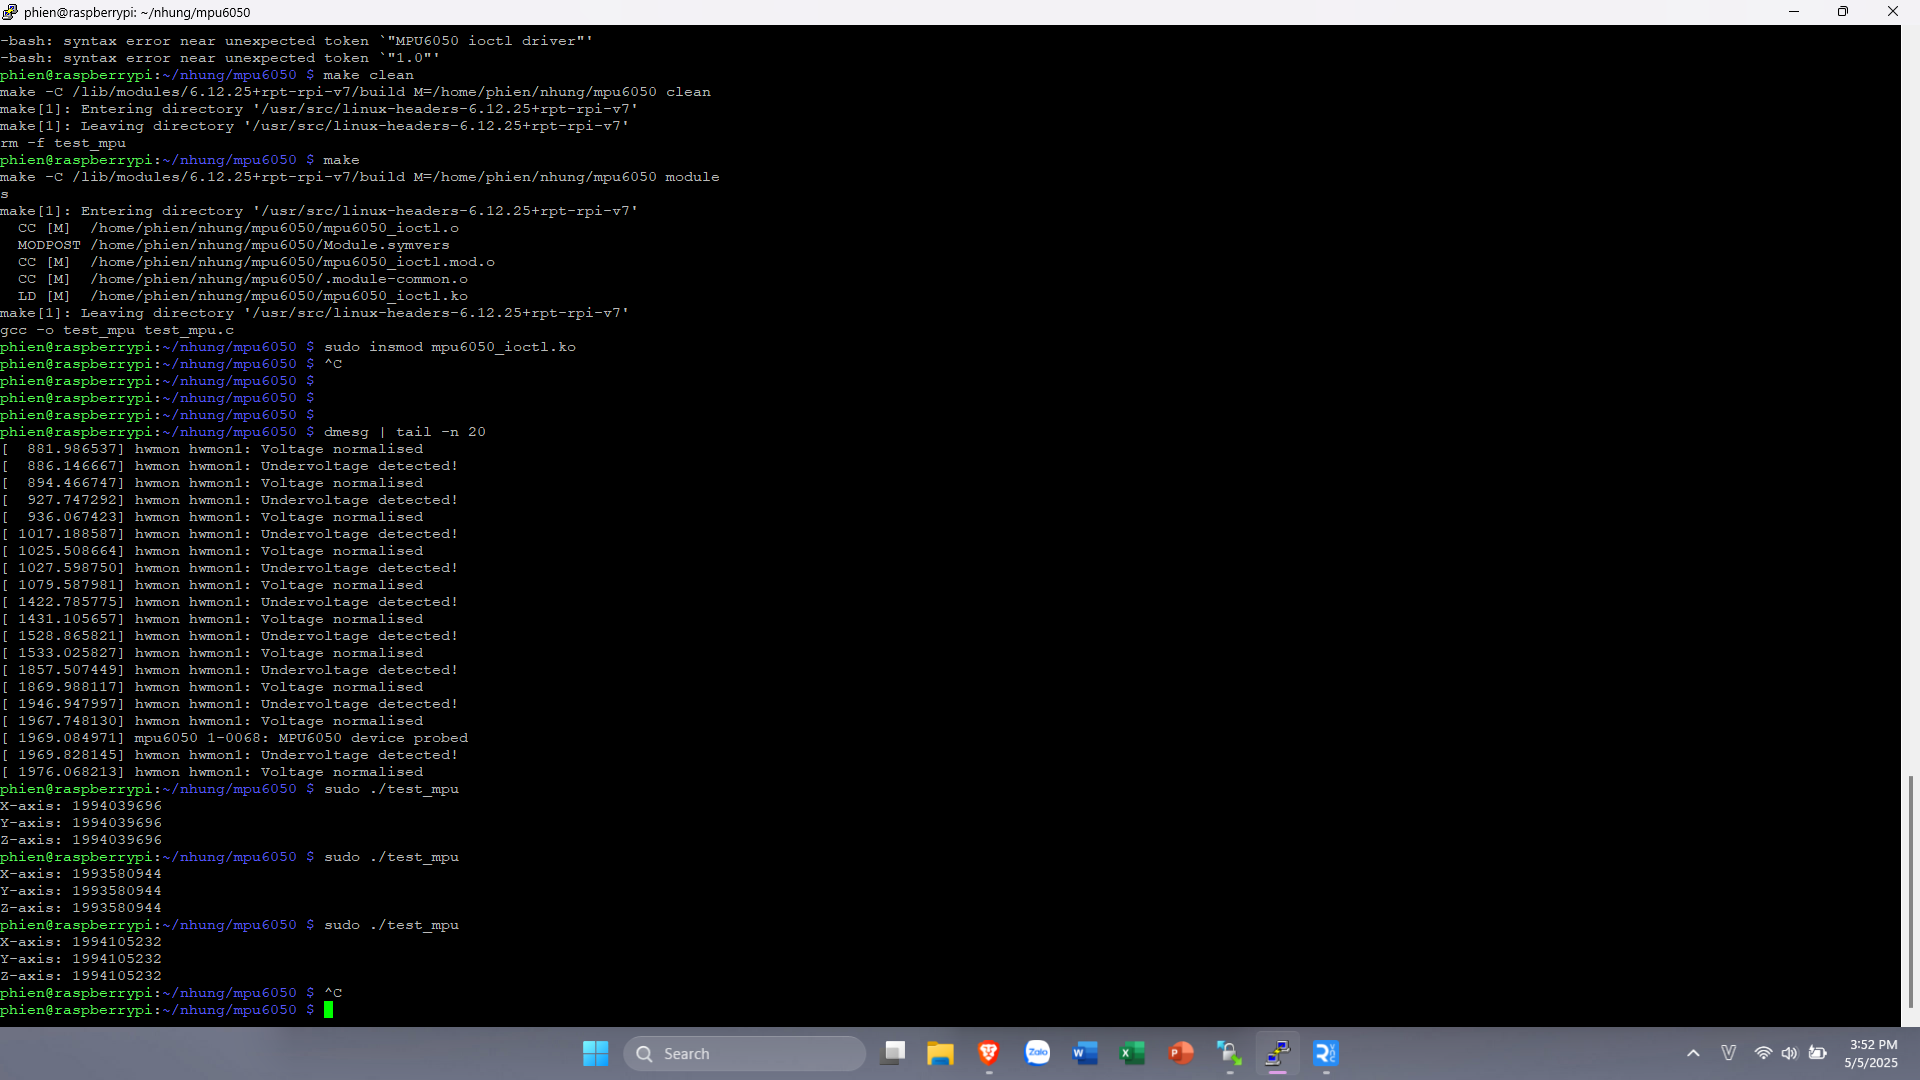 phien@raspberrypi: ~/nhung/mpu6050
-bash: syntax error near unexpected token `"MPU6050 ioctl driver"'
-bash: syntax error near unexpected token `"1.0"'
phien@raspberrypi:~/nhung/mpu6050 $ make clean
make -C /lib/modules/6.12.25+rpt-rpi-v7/build M=/home/phien/nhung/mpu6050 clean
make[1]: Entering directory '/usr/src/linux-headers-6.12.25+rpt-rpi-v7'
make[1]: Leaving directory '/usr/src/linux-headers-6.12.25+rpt-rpi-v7'
rm -f test_mpu
phien@raspberrypi:~/nhung/mpu6050 $ make
make -C /lib/modules/6.12.25+rpt-rpi-v7/build M=/home/phien/nhung/mpu6050 module
s
make[1]: Entering directory '/usr/src/linux-headers-6.12.25+rpt-rpi-v7'
  CC [M]  /home/phien/nhung/mpu6050/mpu6050_ioctl.o
  MODPOST /home/phien/nhung/mpu6050/Module.symvers
  CC [M]  /home/phien/nhung/mpu6050/mpu6050_ioctl.mod.o
  CC [M]  /home/phien/nhung/mpu6050/.module-common.o
  LD [M]  /home/phien/nhung/mpu6050/mpu6050_ioctl.ko
make[1]: Leaving directory '/usr/src/linux-headers-6.12.25+rpt-rpi-v7'
gcc -o test_mpu test_mpu.c
phien@raspberrypi:~/nhung/mpu6050 $ sudo insmod mpu6050_ioctl.ko
phien@raspberrypi:~/nhung/mpu6050 $ ^C
phien@raspberrypi:~/nhung/mpu6050 $
phien@raspberrypi:~/nhung/mpu6050 $
phien@raspberrypi:~/nhung/mpu6050 $
phien@raspberrypi:~/nhung/mpu6050 $ dmesg | tail -n 20
[  881.986537] hwmon hwmon1: Voltage normalised
[  886.146667] hwmon hwmon1: Undervoltage detected!
[  894.466747] hwmon hwmon1: Voltage normalised
[  927.747292] hwmon hwmon1: Undervoltage detected!
[  936.067423] hwmon hwmon1: Voltage normalised
[ 1017.188587] hwmon hwmon1: Undervoltage detected!
[ 1025.508664] hwmon hwmon1: Voltage normalised
[ 1027.598750] hwmon hwmon1: Undervoltage detected!
[ 1079.587981] hwmon hwmon1: Voltage normalised
[ 1422.785775] hwmon hwmon1: Undervoltage detected!
[ 1431.105657] hwmon hwmon1: Voltage normalised
[ 1528.865821] hwmon hwmon1: Undervoltage detected!
[ 1533.025827] hwmon hwmon1: Voltage normalised
[ 1857.507449] hwmon hwmon1: Undervoltage detected!
[ 1869.988117] hwmon hwmon1: Voltage normalised
[ 1946.947997] hwmon hwmon1: Undervoltage detected!
[ 1967.748130] hwmon hwmon1: Voltage normalised
[ 1969.084971] mpu6050 1-0068: MPU6050 device probed
[ 1969.828145] hwmon hwmon1: Undervoltage detected!
[ 1976.068213] hwmon hwmon1: Voltage normalised
phien@raspberrypi:~/nhung/mpu6050 $ sudo ./test_mpu
X-axis: 1994039696
Y-axis: 1994039696
Z-axis: 1994039696
phien@raspberrypi:~/nhung/mpu6050 $ sudo ./test_mpu
X-axis: 1993580944
Y-axis: 1993580944
Z-axis: 1993580944
phien@raspberrypi:~/nhung/mpu6050 $ sudo ./test_mpu
X-axis: 1994105232
Y-axis: 1994105232
Z-axis: 1994105232
phien@raspberrypi:~/nhung/mpu6050 $ ^C
phien@raspberrypi:~/nhung/mpu6050 $
Search
Zalo
3:52 PM
5/5/2025